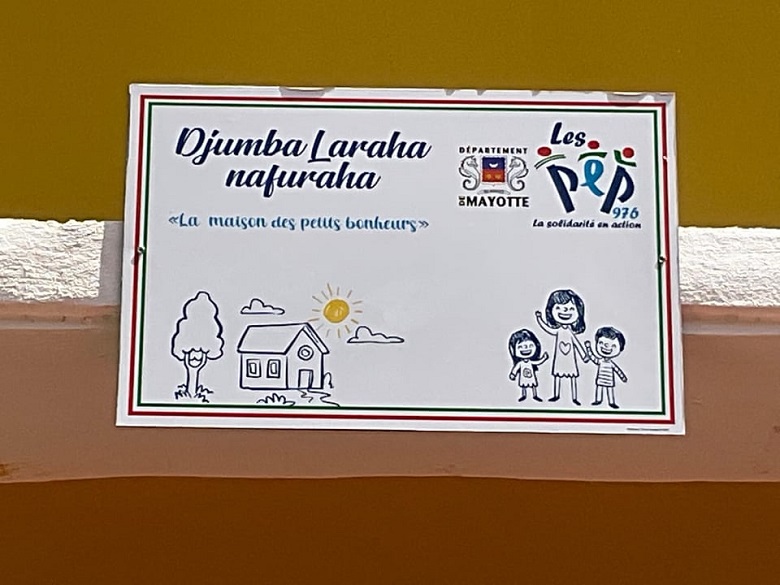 Djumba Laraha
nafuraha
«La maison des petits bonheurs»
DÉPARTEMENT
DE MAYOTTE
Les
pep
976
La solidarité en action